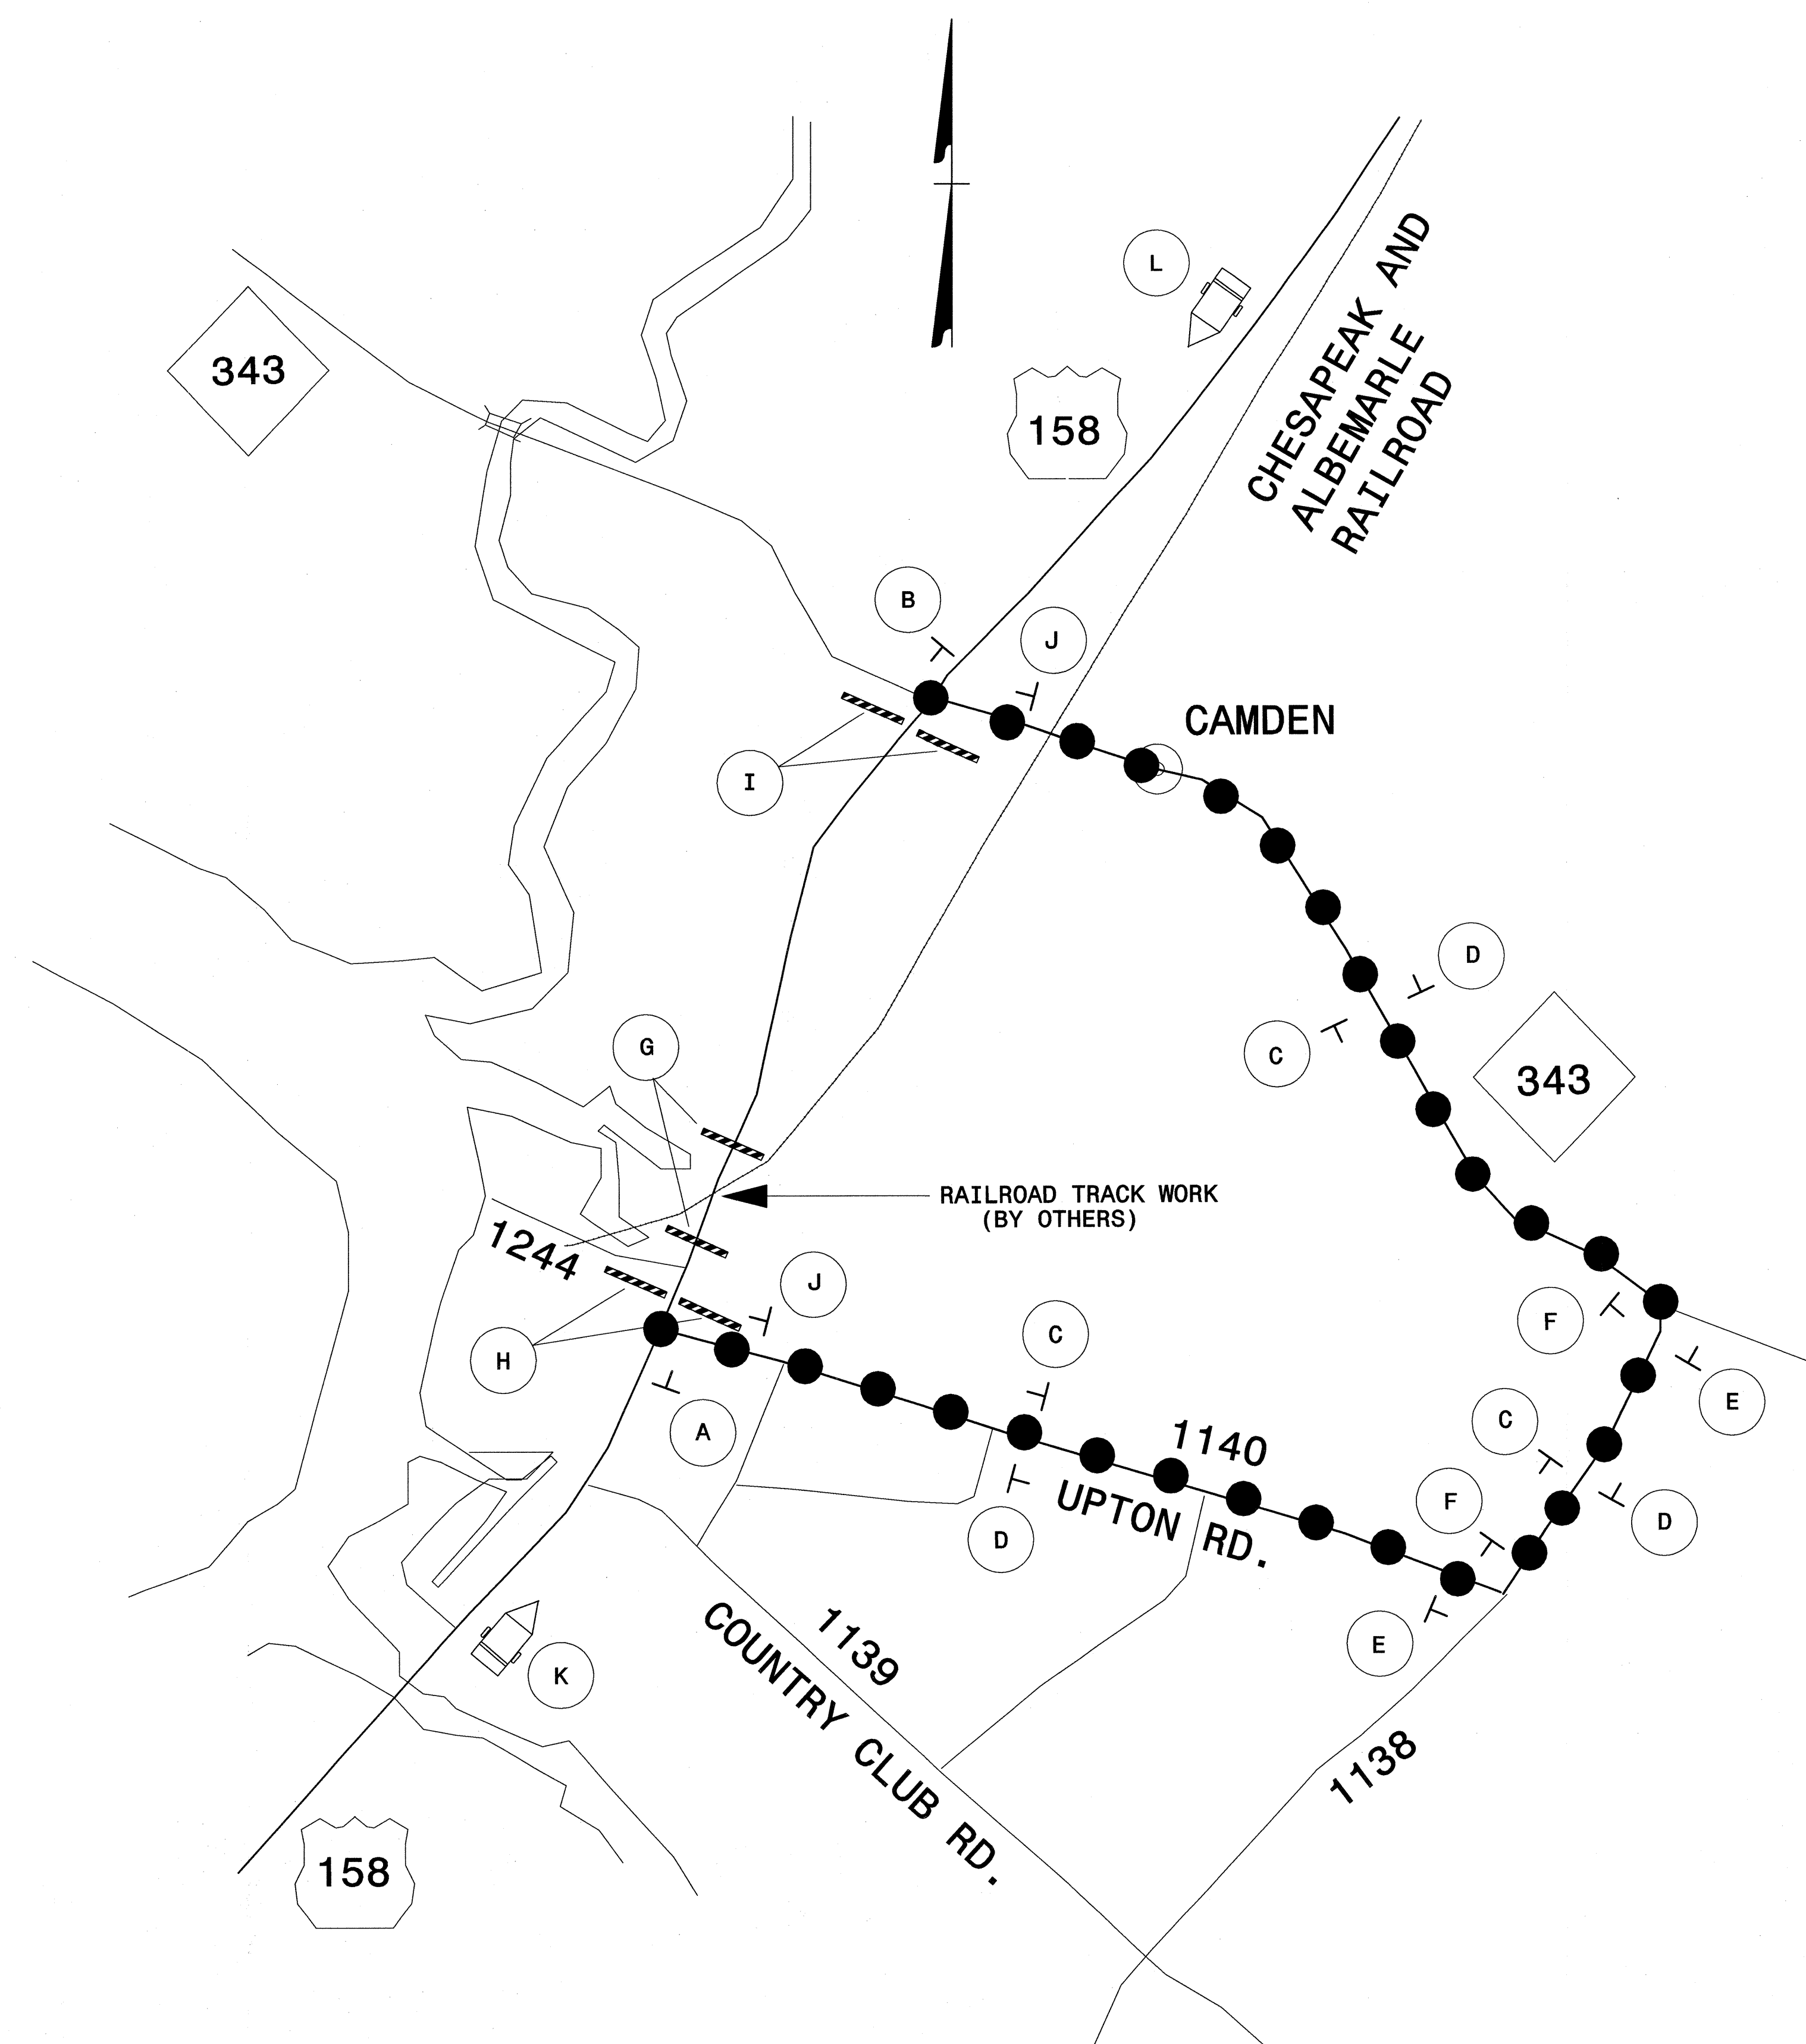 L
CHESAPEAK AND
ALBEMARLE
RAILROAD
343
158
B
J
CAMDEN
I
D
C
343
G
RAILROAD TRACK WORK
(BY OTHERS)
1244
J
F
C
H
E
A
C
1140
F
D
UPTON RD.
D
E
K
1139
COUNTRY CLUB RD.
1138
158